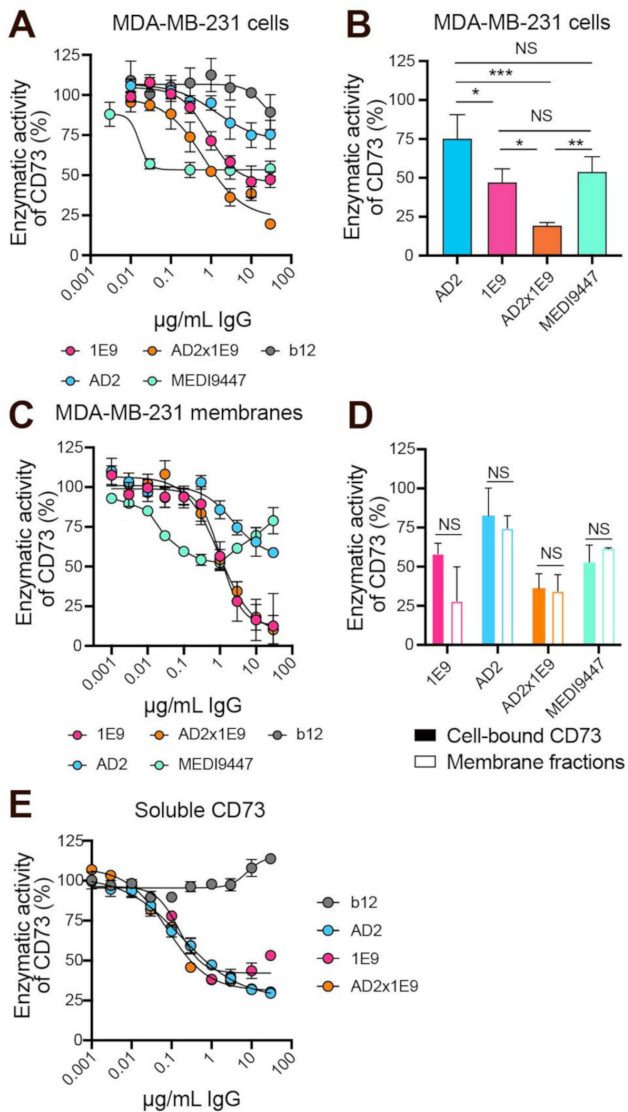 A
MDA-MB-231 cells
Enzymatic activity
of CD73 (%)
125
100
75
50
25
0
0.001
0.01
0.1
1
10
100
µg/mL IgG
1E9
AD2x1E9
b12
AD2
MEDI9447
B
MDA-MB-231 cells
Enzymatic activity
of CD73 (%)
125
100
75
50
25
0
NS
***
*
NS
*
**
AD2
1E9
AD2x1E9
MEDI9447
C
MDA-MB-231 membranes
Enzymatic activity
of CD73 (%)
125
100
75
50
25
0
0.001
0.01
0.1
1
10
100
µg/mL IgG
1E9
AD2x1E9
b12
AD2
MEDI9447
D
Enzymatic activity
of CD73 (%)
125
100
75
50
25
0
NS
NS
NS
NS
1E9
AD2
AD2x1E9
MEDI9447
Cell-bound CD73
Membrane fractions
E
Soluble CD73
Enzymatic activity
of CD73 (%)
125
100
75
50
25
0
0.001
0.01
0.1
1
10
100
µg/mL IgG
b12
AD2
1E9
AD2x1E9